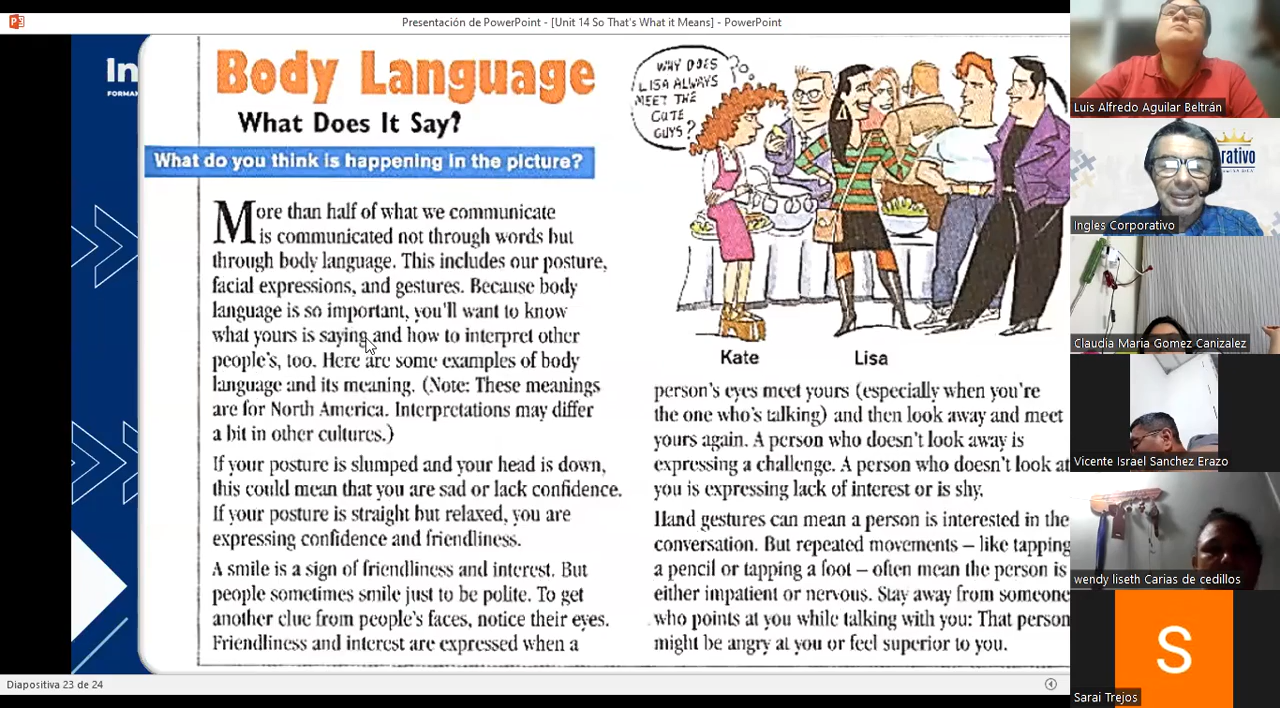 Presentación de PowerPoint - [Unit 14 So That's What it Means] - PowerPoint
In
FORMAN
Body Language
What Does It Say?
What do you think is happening in the picture?
More than half of what we communicate
is communicated not through words but
through body language. This includes our posture,
facial expressions, and gestures. Because body
language is so important, you'll want to know
what yours is saying and how to interpret other
people's, too. Here are some examples of body
language and its meaning. (Note: These meanings
are for North America. Interpretations may differ
a bit in other cultures.)
If your posture is slumped and your head is down,
this could mean that you are sad or lack confidence.
If your posture is straight but relaxed, you are
expressing confidence and friendliness.
A smile is a sign of friendliness and interest. But
people sometimes smile just to be polite. To get
another clue from people's faces, notice their eyes.
Friendliness and interest are expressed when a
WHY DOES
LISA ALWAYS
MEET THE
CUTE
GUYS?
Kate
Lisa
person's eyes meet yours (especially when you're
the one who's talking) and then look away and meet
yours again. A person who doesn't look away is
expressing a challenge. A person who doesn't look at
you is expressing lack of interest or is shy.
Hand gestures can mean a person is interested in the
conversation. But repeated movements – like tapping
a pencil or tapping a foot – often mean the person is
either impatient or nervous. Stay away from someone
who points at you while talking with you: That person
might be angry at you or feel superior to you.
Diapositiva 23 de 24
Luis Alfredo Aguilar Beltrán
rativo
Ingles Corporativo
Claudia Maria Gomez Canizalez
Vicente Israel Sanchez Erazo
wendy liseth Carias de cedillos
S
Sarai Trejos